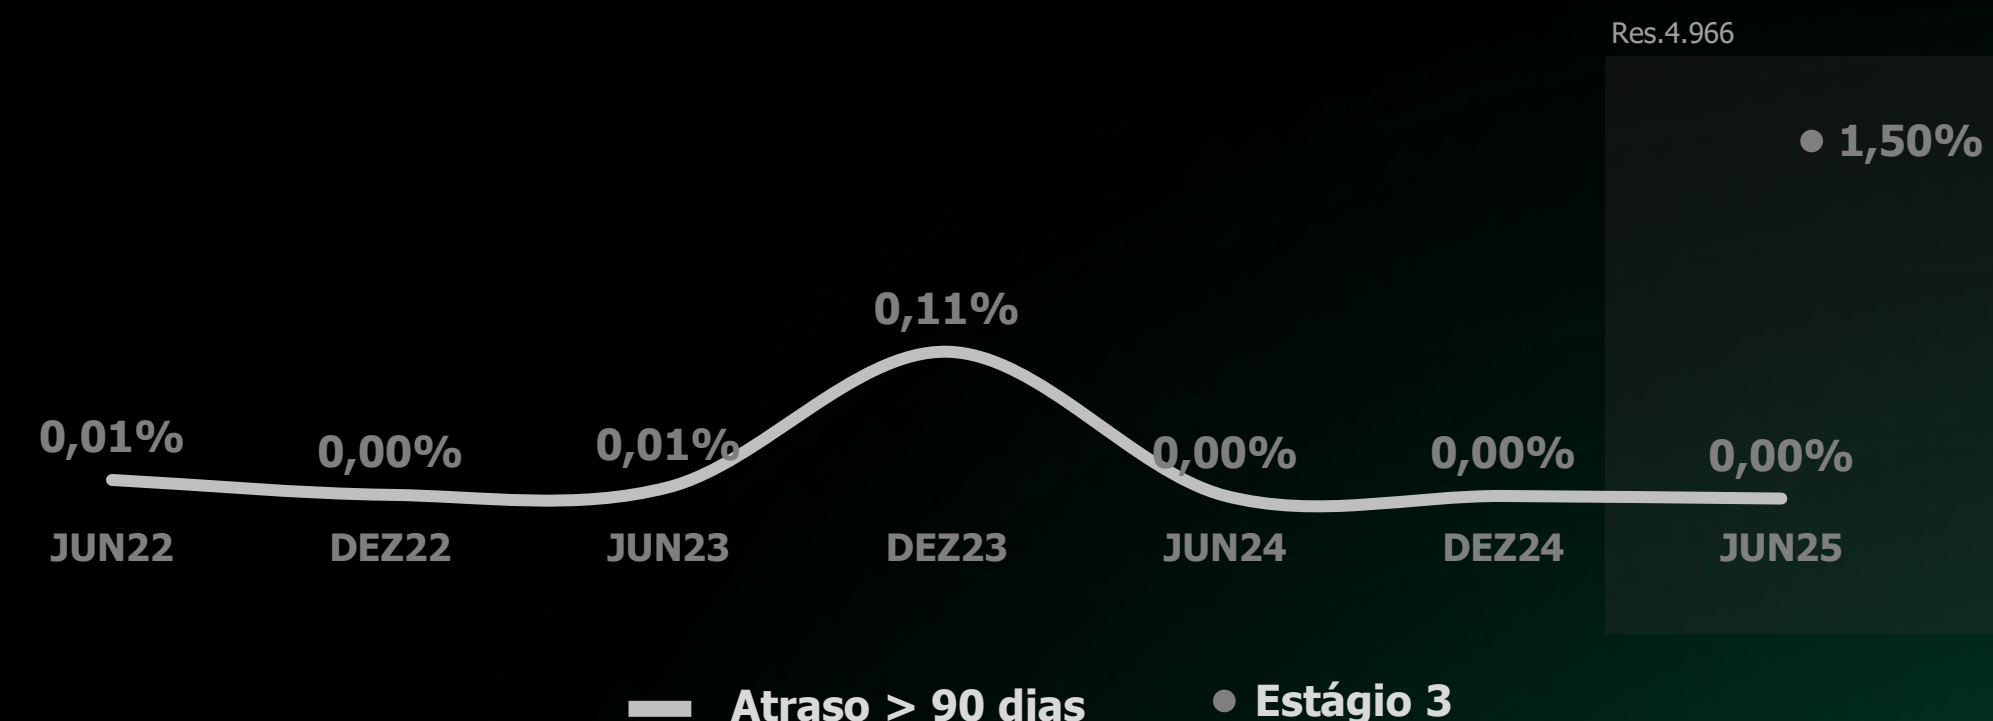 Res.4.966
1,50%
0,11%
0,01%
0,00%
0,01%
0,00%
0,00%
0,00%
JUN22
DEZ22
JUN23
DEZ23
JUN24
DEZ24
JUN25
Atraso > 90 dias
Estágio 3